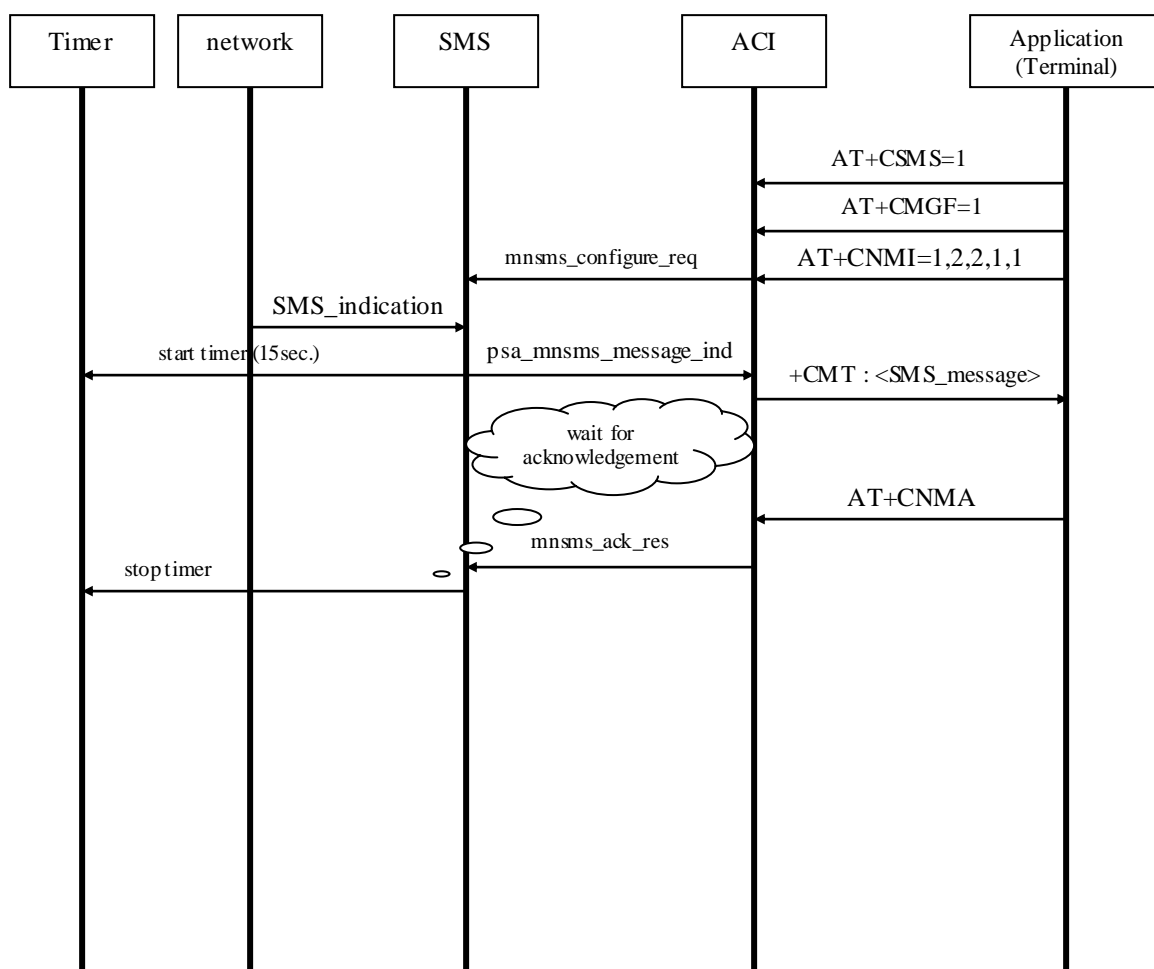 Timer
network
SMS
ACI
Application
(Terminal)
AT+CSMS=1
AT+CMGF=1
mnsms_configure_req
AT+CNMI=1,2,2,1,1
SMS_indication
start timer (15sec.)
psa_mnsms_message_ind
+CMT : <SMS_message>
wait for
acknowledgement
AT+CNMA
mnsms_ack_res
stop timer